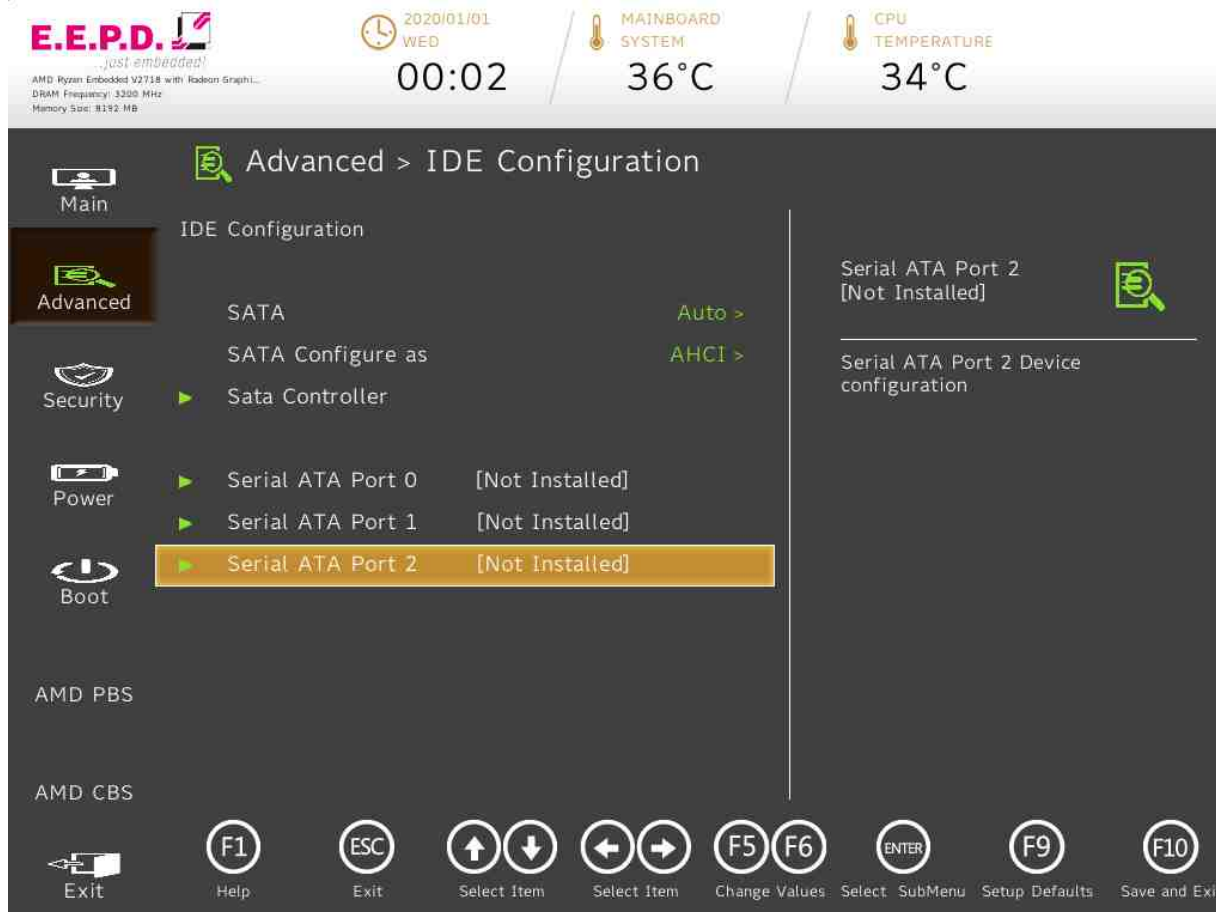 E.E.P.D.
...just embedded!
AMD Ryzen Embedded V2718 with Radeon Graphi...
DRAM Frequency: 3200 MHz
Memory Size: 8192 MB
2020/01/01
WED
00:02
MAINBOARD
SYSTEM
36°C
CPU
TEMPERATURE
34°C
Main
Advanced
Security
Power
Boot
AMD PBS
AMD CBS
Exit
Advanced > IDE Configuration
IDE Configuration
SATA Auto >
SATA Configure as AHCI >
Sata Controller
Serial ATA Port 0 [Not Installed]
Serial ATA Port 1 [Not Installed]
Serial ATA Port 2 [Not Installed]
Serial ATA Port 2
[Not Installed]
Serial ATA Port 2 Device
configuration
F1 ESC F5 F6 ENTER F9 F10
Help Exit Select Item Select Item Change Values Select SubMenu Setup Defaults Save and Exi